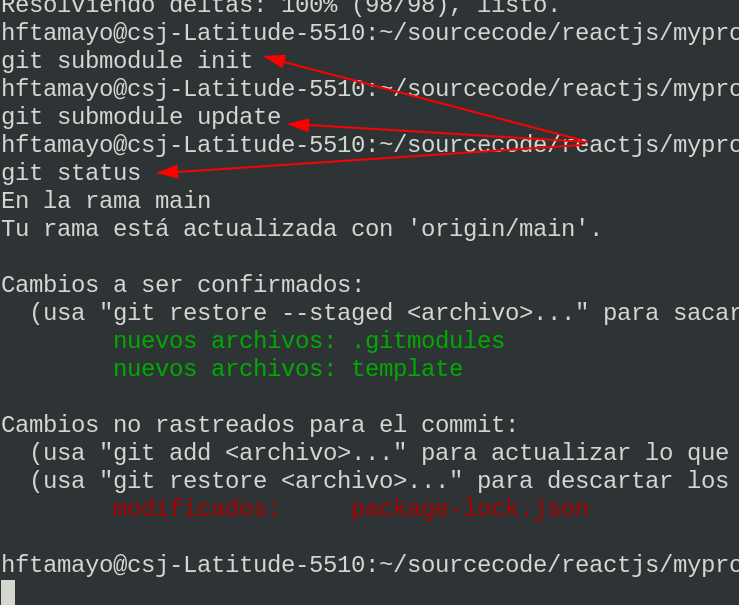 Resolviendo deltas: 100% (98/98), listo.
hftamayo@csj-Latitude-5510:~/sourcecode/reactjs/mypro
git submodule init
hftamayo@csj-Latitude-5510:~/sourcecode/reactjs/mypro
git submodule update
hftamayo@csj-Latitude-5510:~/sourcecode/reactjs/mypro
git status
En la rama main
Tu rama está actualizada con 'origin/main'.
Cambios a ser confirmados:
(usa "git restore --staged <archivo>..." para sacar
nuevos archivos: .gitmodules
nuevos archivos: template
Cambios no rastreados para el commit:
(usa "git add <archivo>..." para actualizar lo que
(usa "git restore <archivo>..." para descartar los
modificados:     package-lock.json
hftamayo@csj-Latitude-5510:~/sourcecode/reactjs/mypro